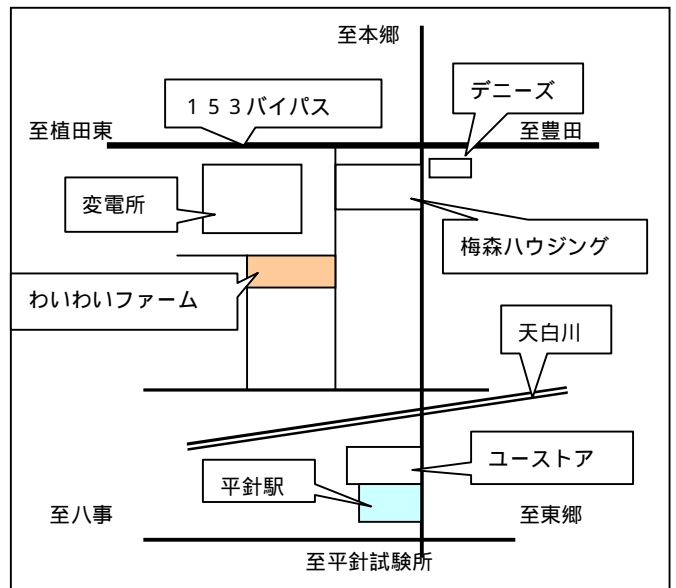 至本郷
デニーズ
153バイパス
至植田東
至豊田
変電所
梅森ハウジング
わいわいファーム
天白川
ユーストア
平針駅
至八事
至東郷
至平針試験所